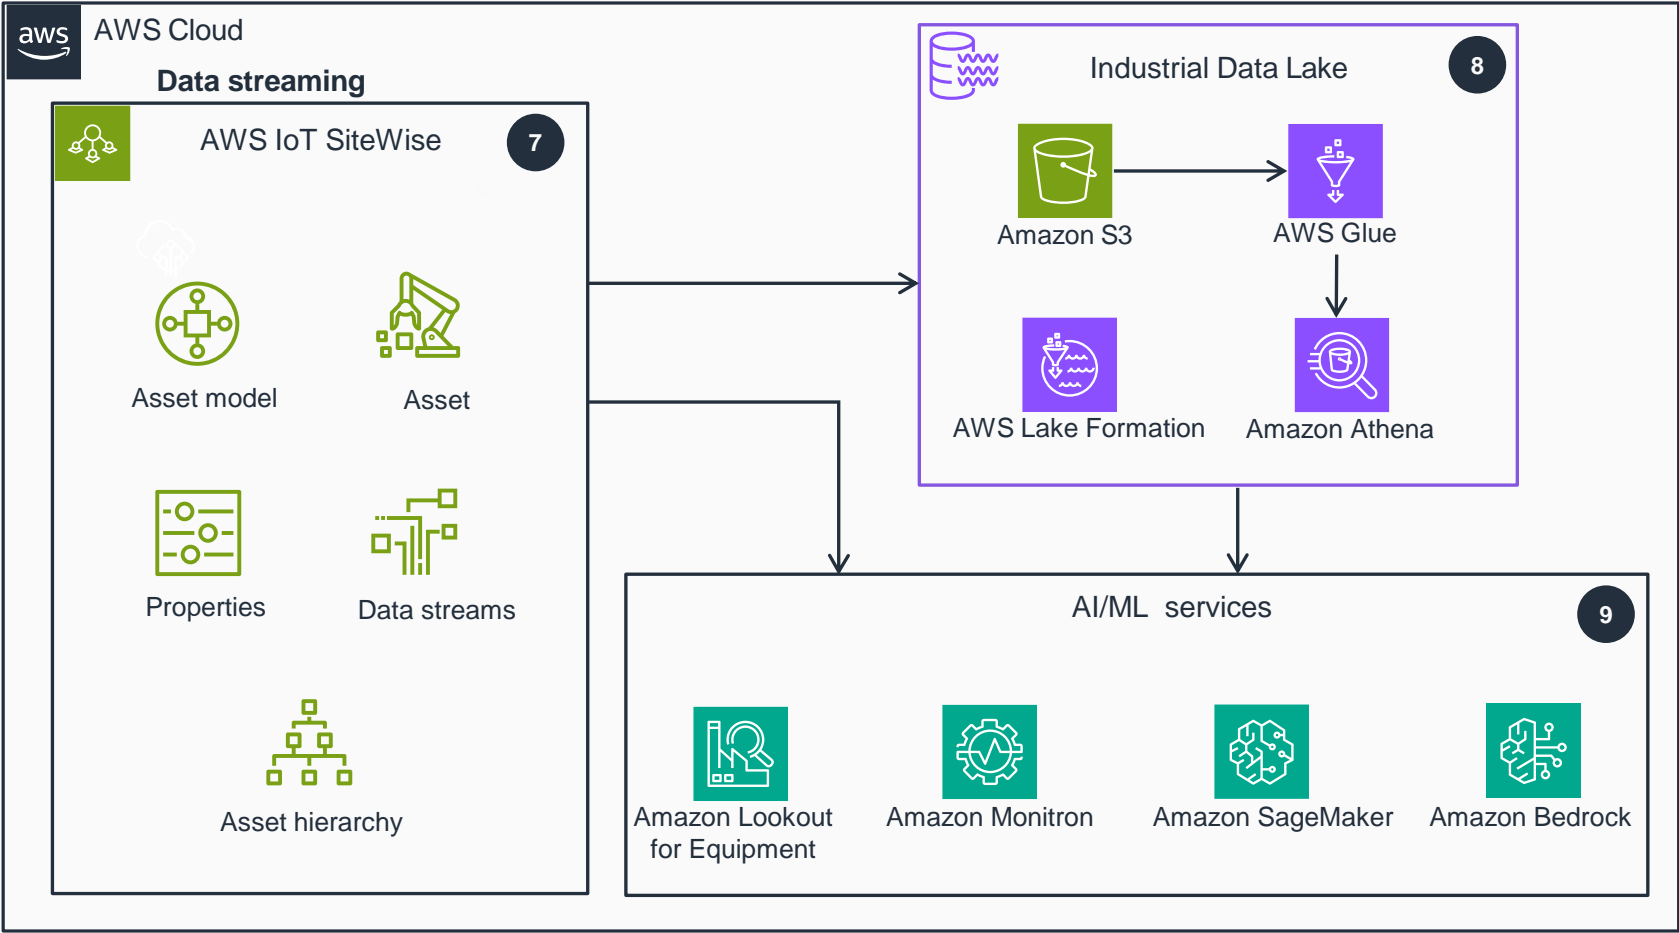 aws
AWS Cloud
Data streaming
AWS IoT SiteWise
7
Asset model
Asset
Properties
Data streams
Asset hierarchy
Industrial Data Lake
8
Amazon S3
AWS Glue
AWS Lake Formation
Amazon Athena
AI/ML services
9
Amazon Lookout
for Equipment
Amazon Monitron
Amazon SageMaker
Amazon Bedrock